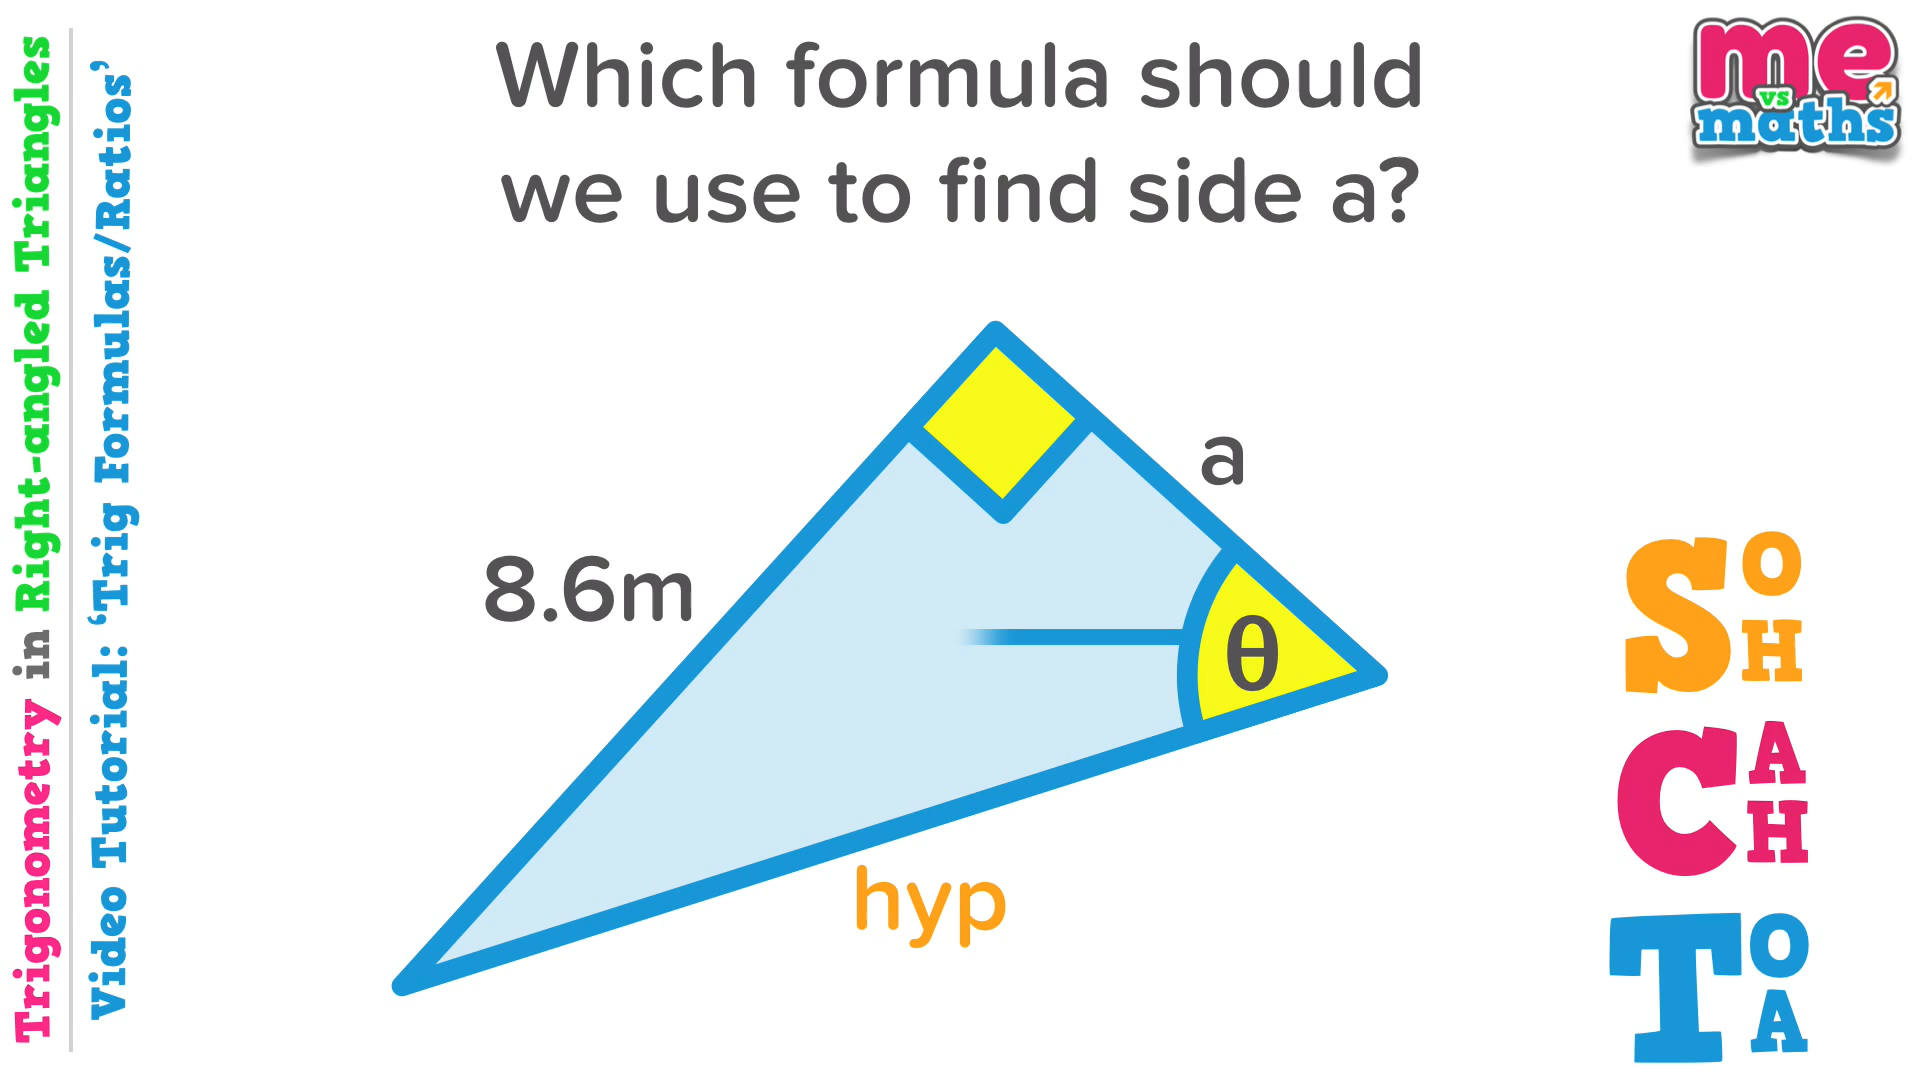 Trigonometry in Right-angled Triangles
Video Tutorial: ‘Trig Formulas/Ratios’
Which formula should
we use to find side a?
me
vs
maths
a
8.6m
θ
hyp
S O
H
C A
H
T O
A